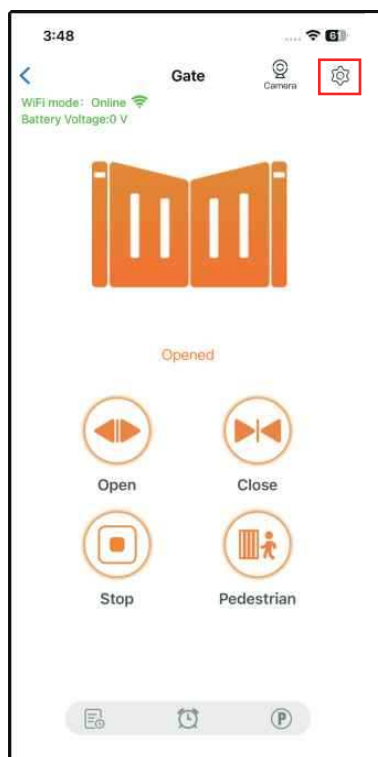 3:48
Gate
Camera
WiFi mode: Online
Battery Voltage:0 V
Opened
Open
Close
Stop
Pedestrian
P